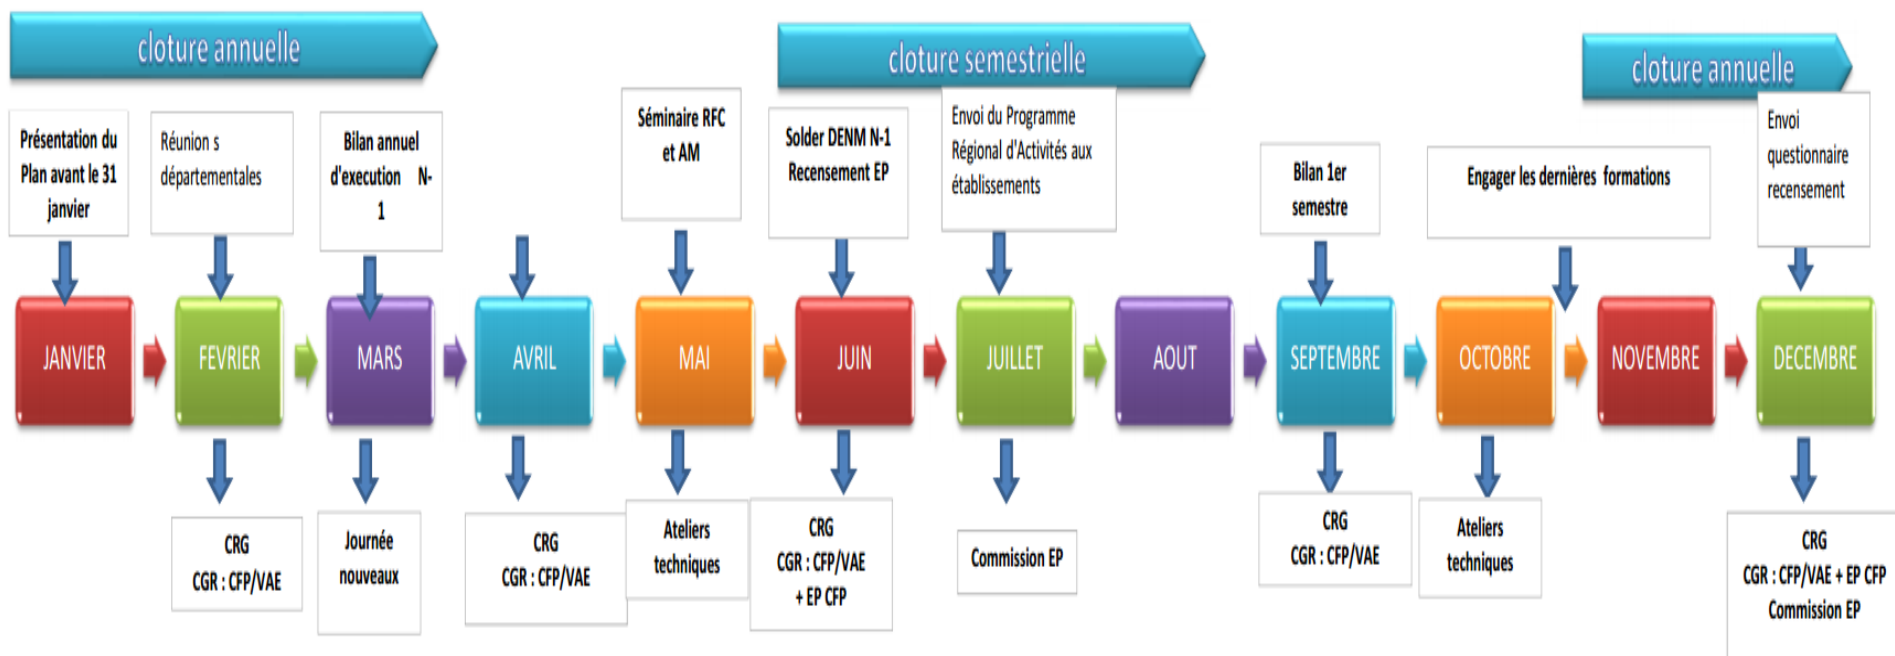 cloture annuelle
cloture semestrielle
cloture annuelle
Présentation du
Plan avant le 31
janvier
Réunion s
départementales
Bilan annuel
d'execution N-
1
Séminaire RFC
et AM
Solder DENM N-1
Recensement EP
Envoi du Programme
Régional d'Activités aux
établissements
Bilan 1er
semestre
Engager les dernières formations
Envoi
questionnaire
recensement
JANVIER
FEVRIER
MARS
AVRIL
MAI
JUIN
JUILLET
AOUT
SEPTEMBRE
OCTOBRE
NOVEMBRE
DECEMBRE
CRG
CGR : CFP/VAE
Journée
nouveaux
CRG
CGR : CFP/VAE
Ateliers
techniques
CRG
CGR : CFP/VAE
+ EP CFP
Commission EP
CRG
CGR : CFP/VAE
Ateliers
techniques
CRG
CGR : CFP/VAE + EP CFP
Commission EP